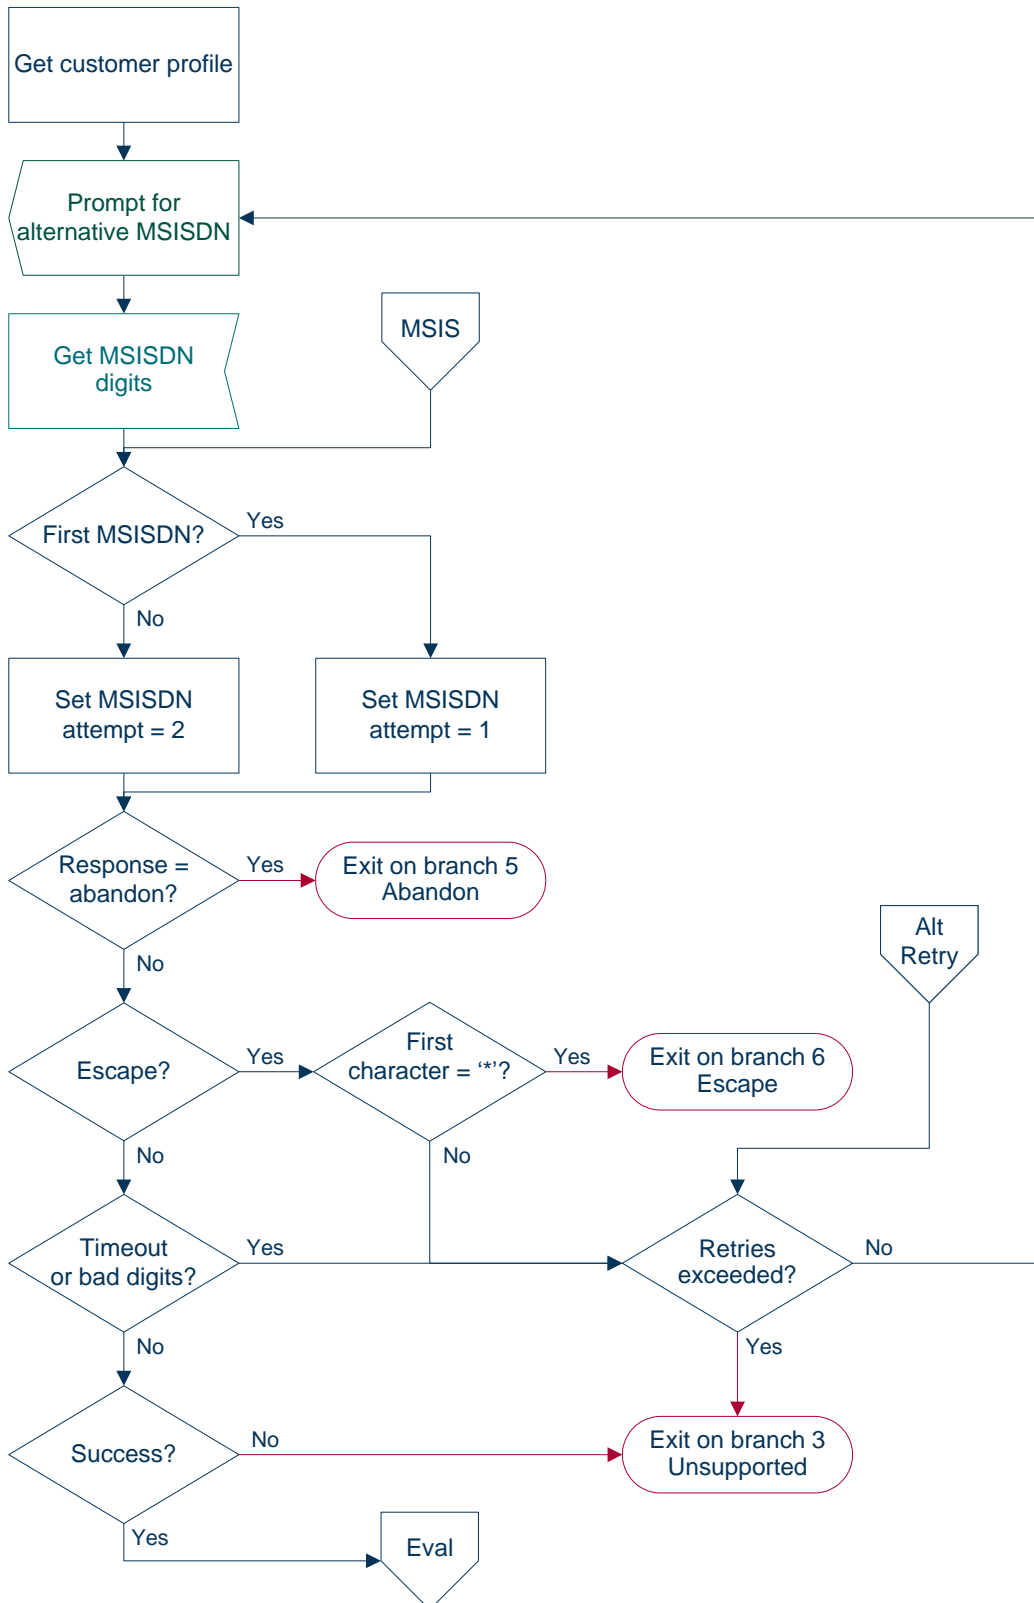 Get customer profile
Prompt for
alternative MSISDN
Get MSISDN
digits
MSIS
First MSISDN?
Yes
No
Set MSISDN
attempt = 2
Set MSISDN
attempt = 1
Response =
abandon?
Yes
Exit on branch 5
Abandon
No
Alt
Retry
Escape?
Yes
First
character = ‘*’?
Yes
Exit on branch 6
Escape
No
No
Timeout
or bad digits?
Yes
Retries
exceeded?
No
No
Yes
Success?
No
Exit on branch 3
Unsupported
Yes
Eval